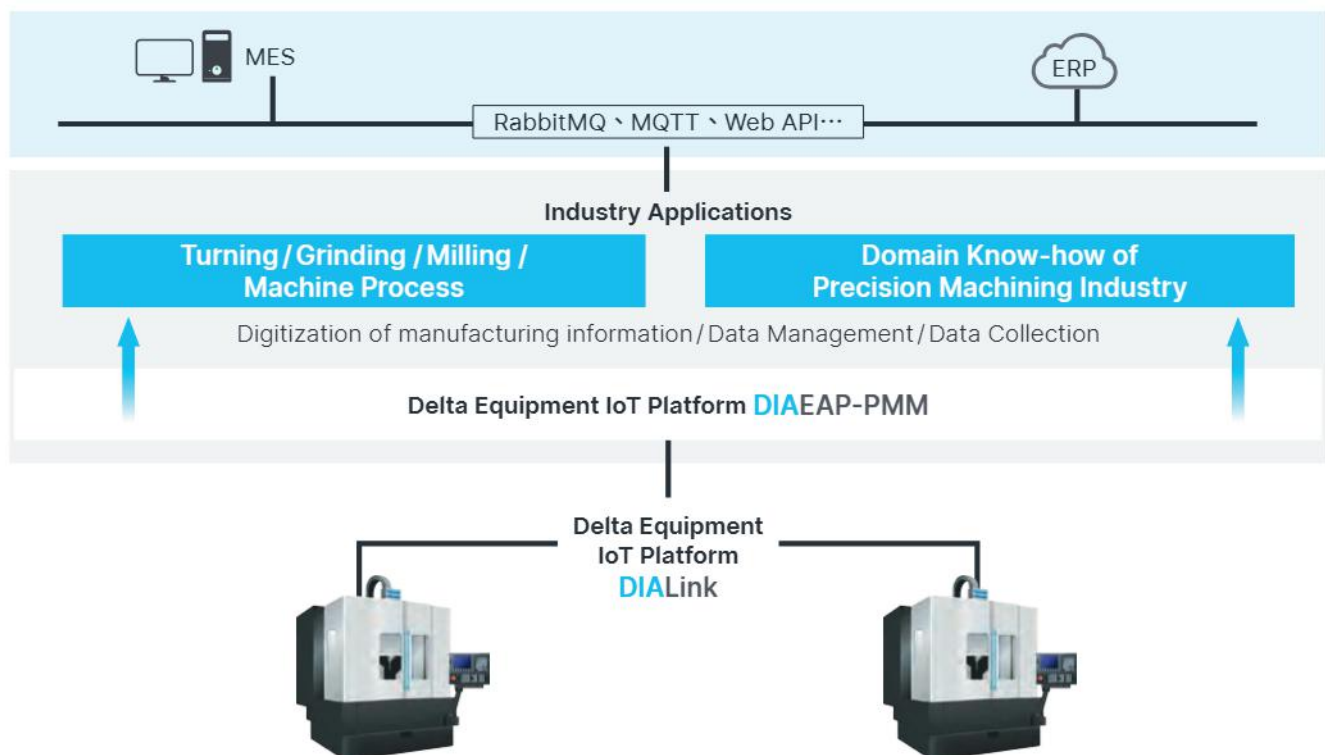 MES
ERP
RabbitMQ、MQTT、Web API⋯
Industry Applications
Turning/Grinding/Milling/
Machine Process
Domain Know-how of
Precision Machining Industry
Digitization of manufacturing information/Data Management/Data Collection
Delta Equipment IoT Platform DIAEAP-PMM
Delta Equipment
IoT Platform
DIALink